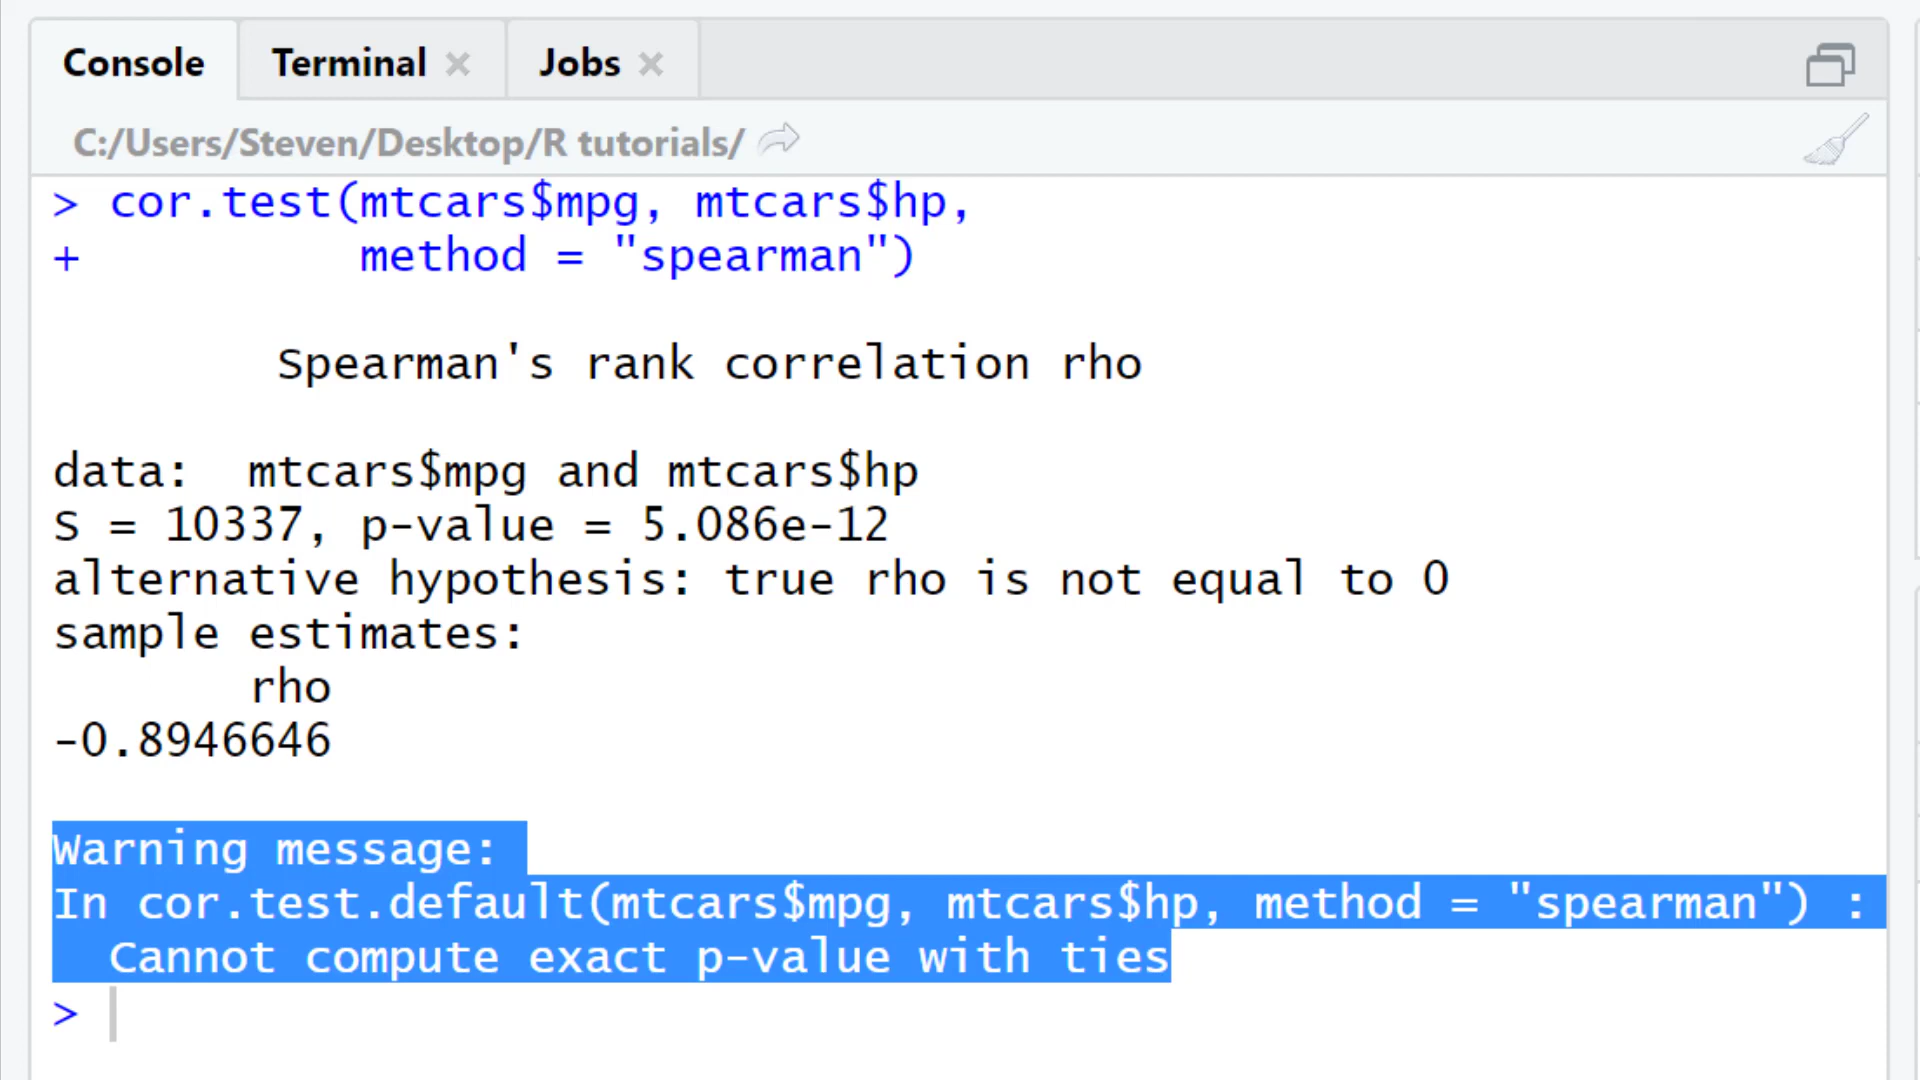 Console Terminal × Jobs ×
C:/Users/Steven/Desktop/R tutorials/
> cor.test(mtcars$mpg, mtcars$hp,
+          method = "spearman")
Spearman's rank correlation rho
data:  mtcars$mpg and mtcars$hp
S = 10337, p-value = 5.086e-12
alternative hypothesis: true rho is not equal to 0
sample estimates:
rho
-0.8946646
Warning message:
In cor.test.default(mtcars$mpg, mtcars$hp, method = "spearman") :
Cannot compute exact p-value with ties
>